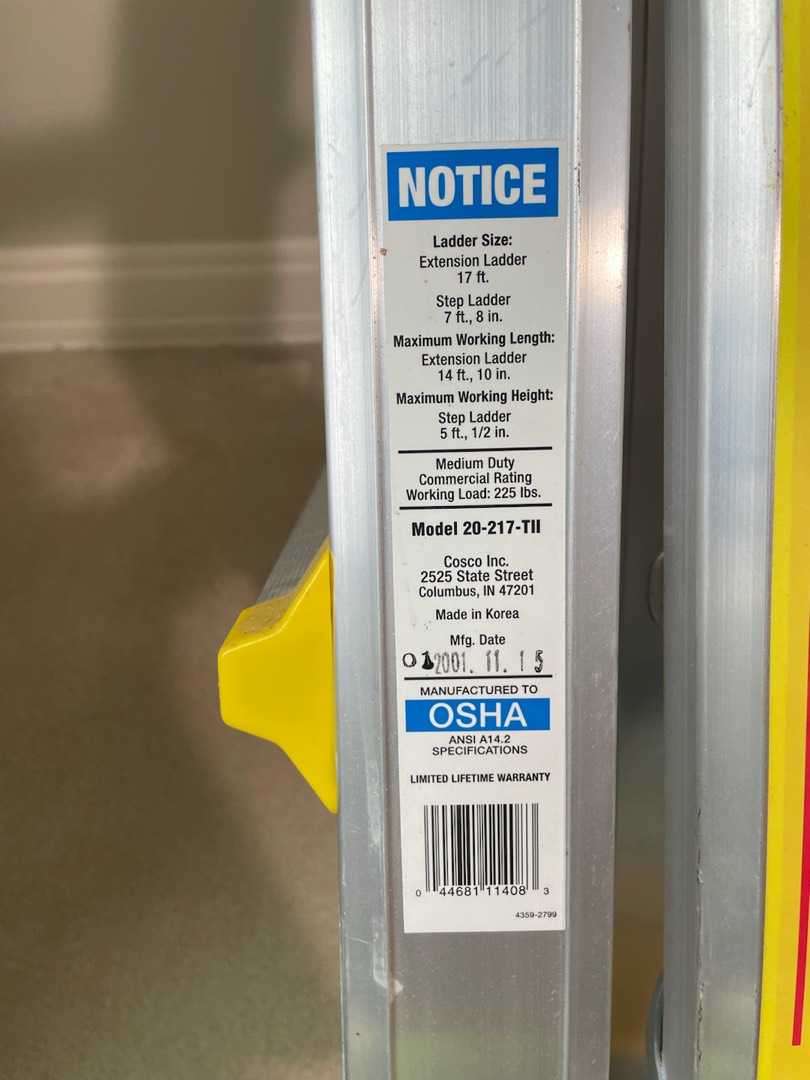 NOTICE
Ladder Size:
Extension Ladder
17 ft.
Step Ladder
7 ft., 8 in.
Maximum Working Length:
Extension Ladder
14 ft., 10 in.
Maximum Working Height:
Step Ladder
5 ft., 1/2 in.
Medium Duty
Commercial Rating
Working Load: 225 lbs.
Model 20-217-TII
Cosco Inc.
2525 State Street
Columbus, IN 47201
Made in Korea
Mfg. Date
2001. 11. 15
MANUFACTURED TO
OSHA
ANSI A14.2
SPECIFICATIONS
LIMITED LIFETIME WARRANTY
0 44681 11408 3
4359-2799